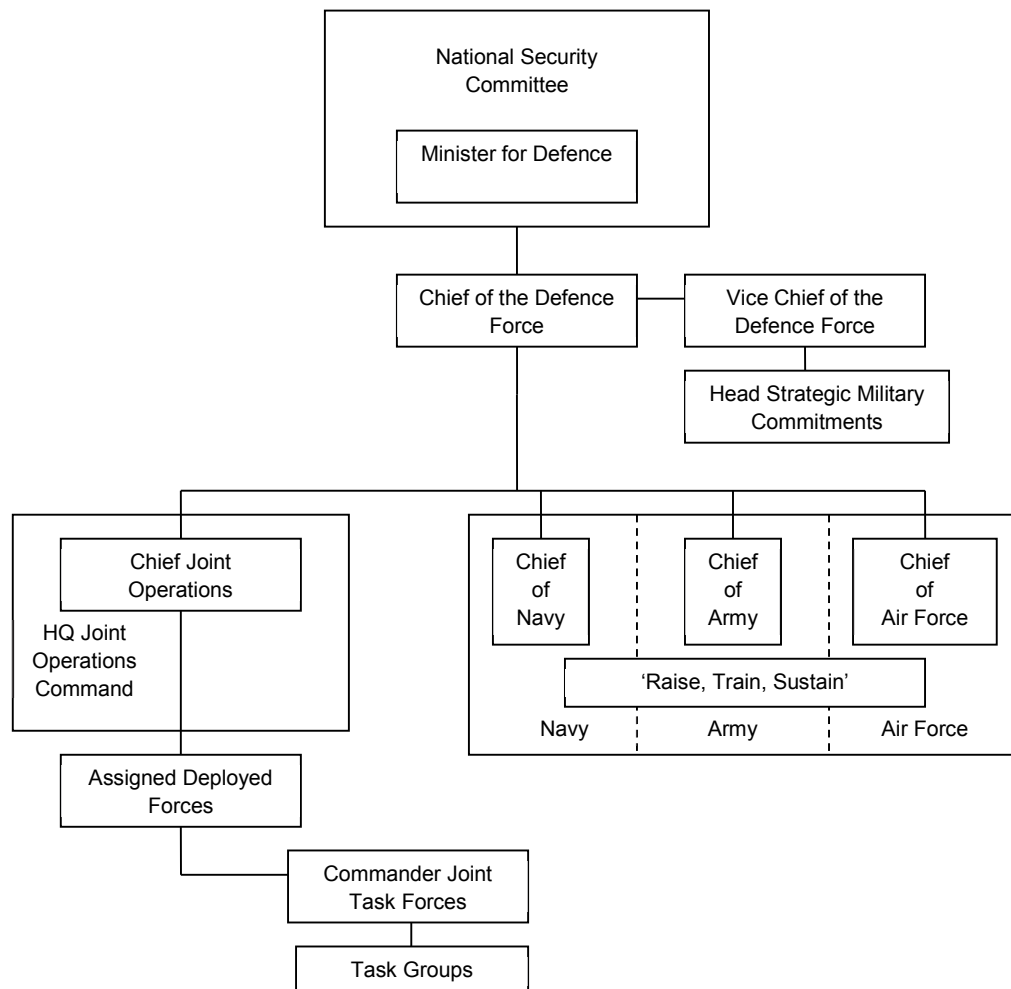 National Security
Committee
Minister for Defence
Chief of the Defence
Force
Vice Chief of the
Defence Force
Head Strategic Military
Commitments
Chief Joint
Operations
HQ Joint
Operations
Command
Chief
of
Navy
Chief
of
Army
Chief
of
Air Force
‘Raise, Train, Sustain’
Navy
Army
Air Force
Assigned Deployed
Forces
Commander Joint
Task Forces
Task Groups